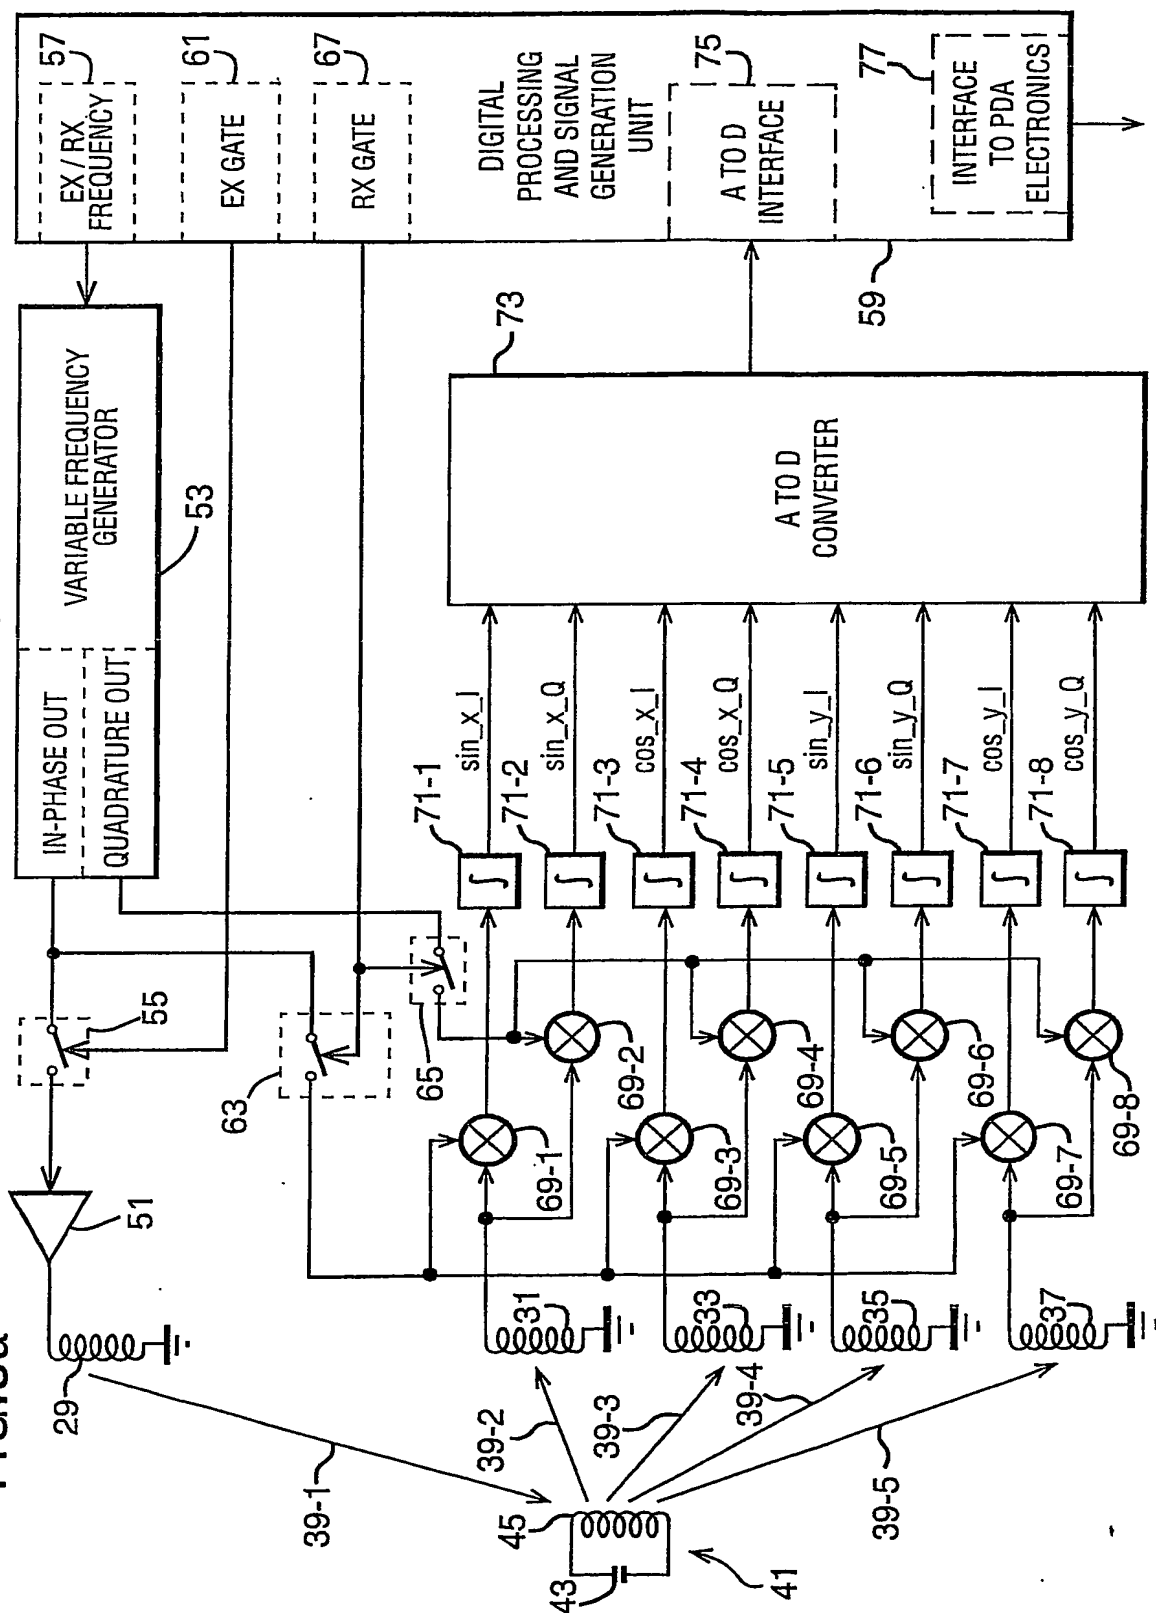 57
EX / RX
FREQUENCY
61
EX GATE
67
RX GATE
DIGITAL
PROCESSING
AND SIGNAL
GENERATION
UNIT
75
A TO D
INTERFACE
77
INTERFACE
TO PDA
ELECTRONICS
59
VARIABLE FREQUENCY
GENERATOR
IN-PHASE OUT
QUADRATURE OUT
53
73
A TO D
CONVERTER
sin_x_I
sin_x_Q
cos_x_I
cos_x_Q
sin_y_I
sin_y_Q
cos_y_I
cos_y_Q
71-1
71-2
71-3
71-4
71-5
71-6
71-7
71-8
∫
∫
∫
∫
∫
∫
∫
∫
55
63
65
69-1
69-2
69-3
69-4
69-5
69-6
69-7
69-8
51
29
31
33
35
37
39-1
39-2
39-3
39-4
39-5
45
43
41